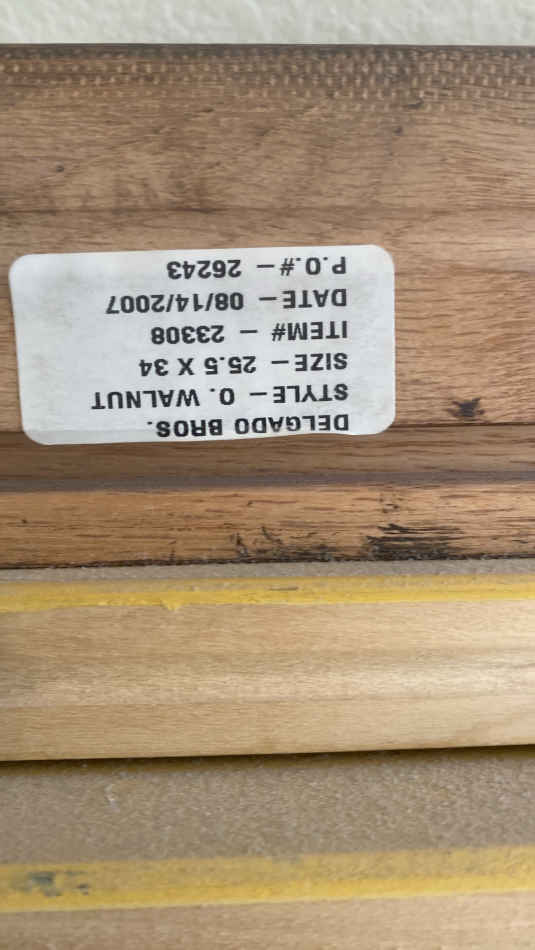 DELGADO BROS.
STYLE - O. WALNUT
SIZE - 25.5 X 34
ITEM# - 23308
DATE - 08/14/2007
P.O.# - 26243